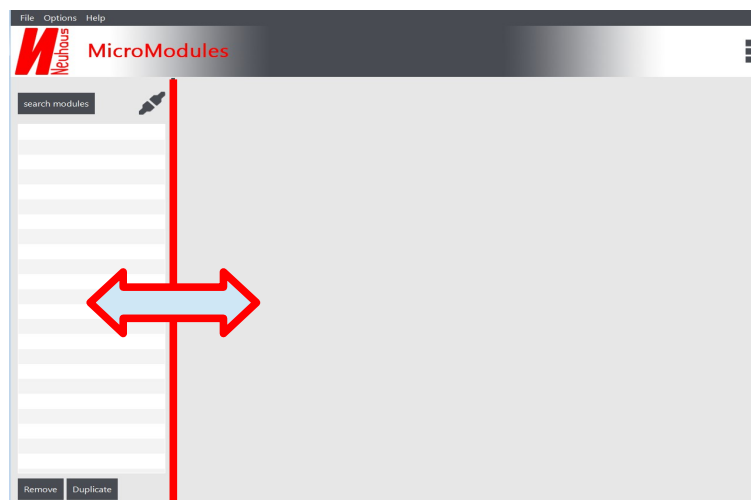 File Options Help
Neuhaus
MicroModules
search modules
Remove Duplicate